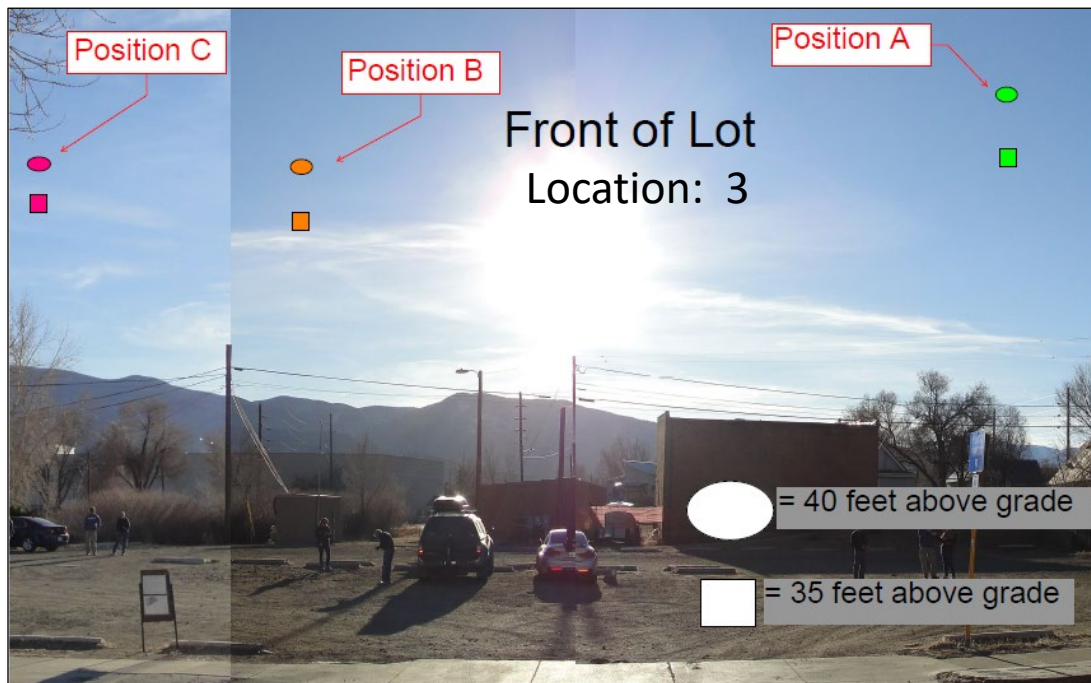 Position C
Position B
Position A
Front of Lot
Location: 3
= 40 feet above grade
= 35 feet above grade